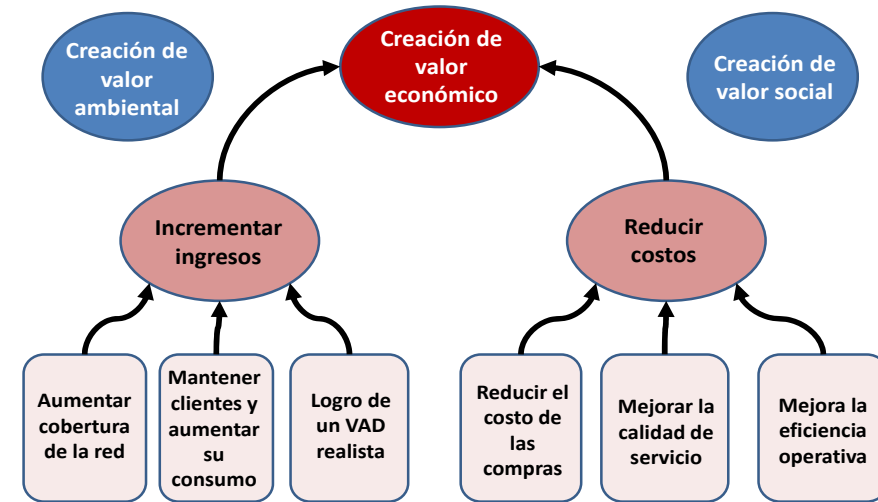 Creación de
valor
ambiental
Creación de
valor
económico
Creación de
valor social
Incrementar
ingresos
Reducir
costos
Aumentar
cobertura
de la red
Mantener
clientes y
aumentar
su
consumo
Logro de
un VAD
realista
Reducir el
costo de
las
compras
Mejorar la
calidad de
servicio
Mejora la
eficiencia
operativa